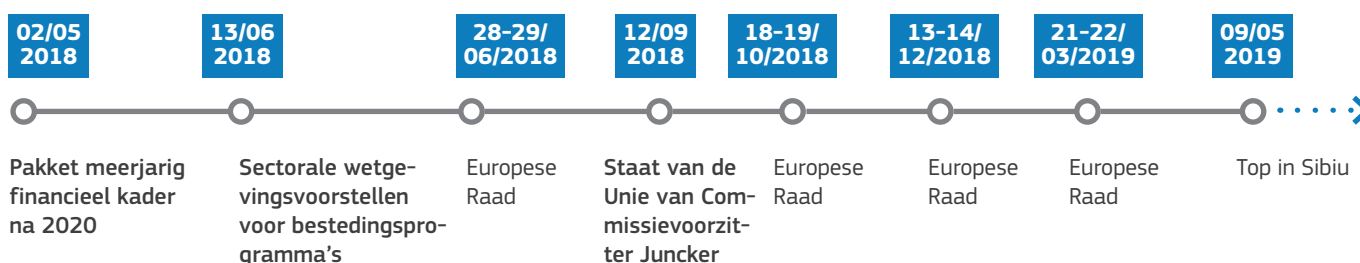 02/05
2018
13/06
2018
28-29/
06/2018
12/09
2018
18-19/
10/2018
13-14/
12/2018
21-22/
03/2019
09/05
2019
Pakket meerjarig
financieel kader
na 2020
Sectorale wetge-
vingsvoorstellen
voor bestedingspro-
gramma's
Europese
Raad
Staat van de
Unie van Com-
missievoorzit-
ter Juncker
Europese
Raad
Europese
Raad
Europese
Raad
Top in Sibiu